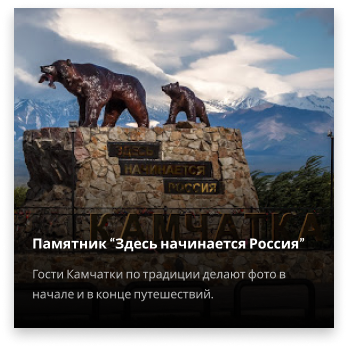 ЗДЕСЬ
НАЧИНАЕТСЯ
РОССИЯ
КАМЧАТКА
Памятник “Здесь начинается Россия”
Гости Камчатки по традиции делают фото в
начале и в конце путешествий.